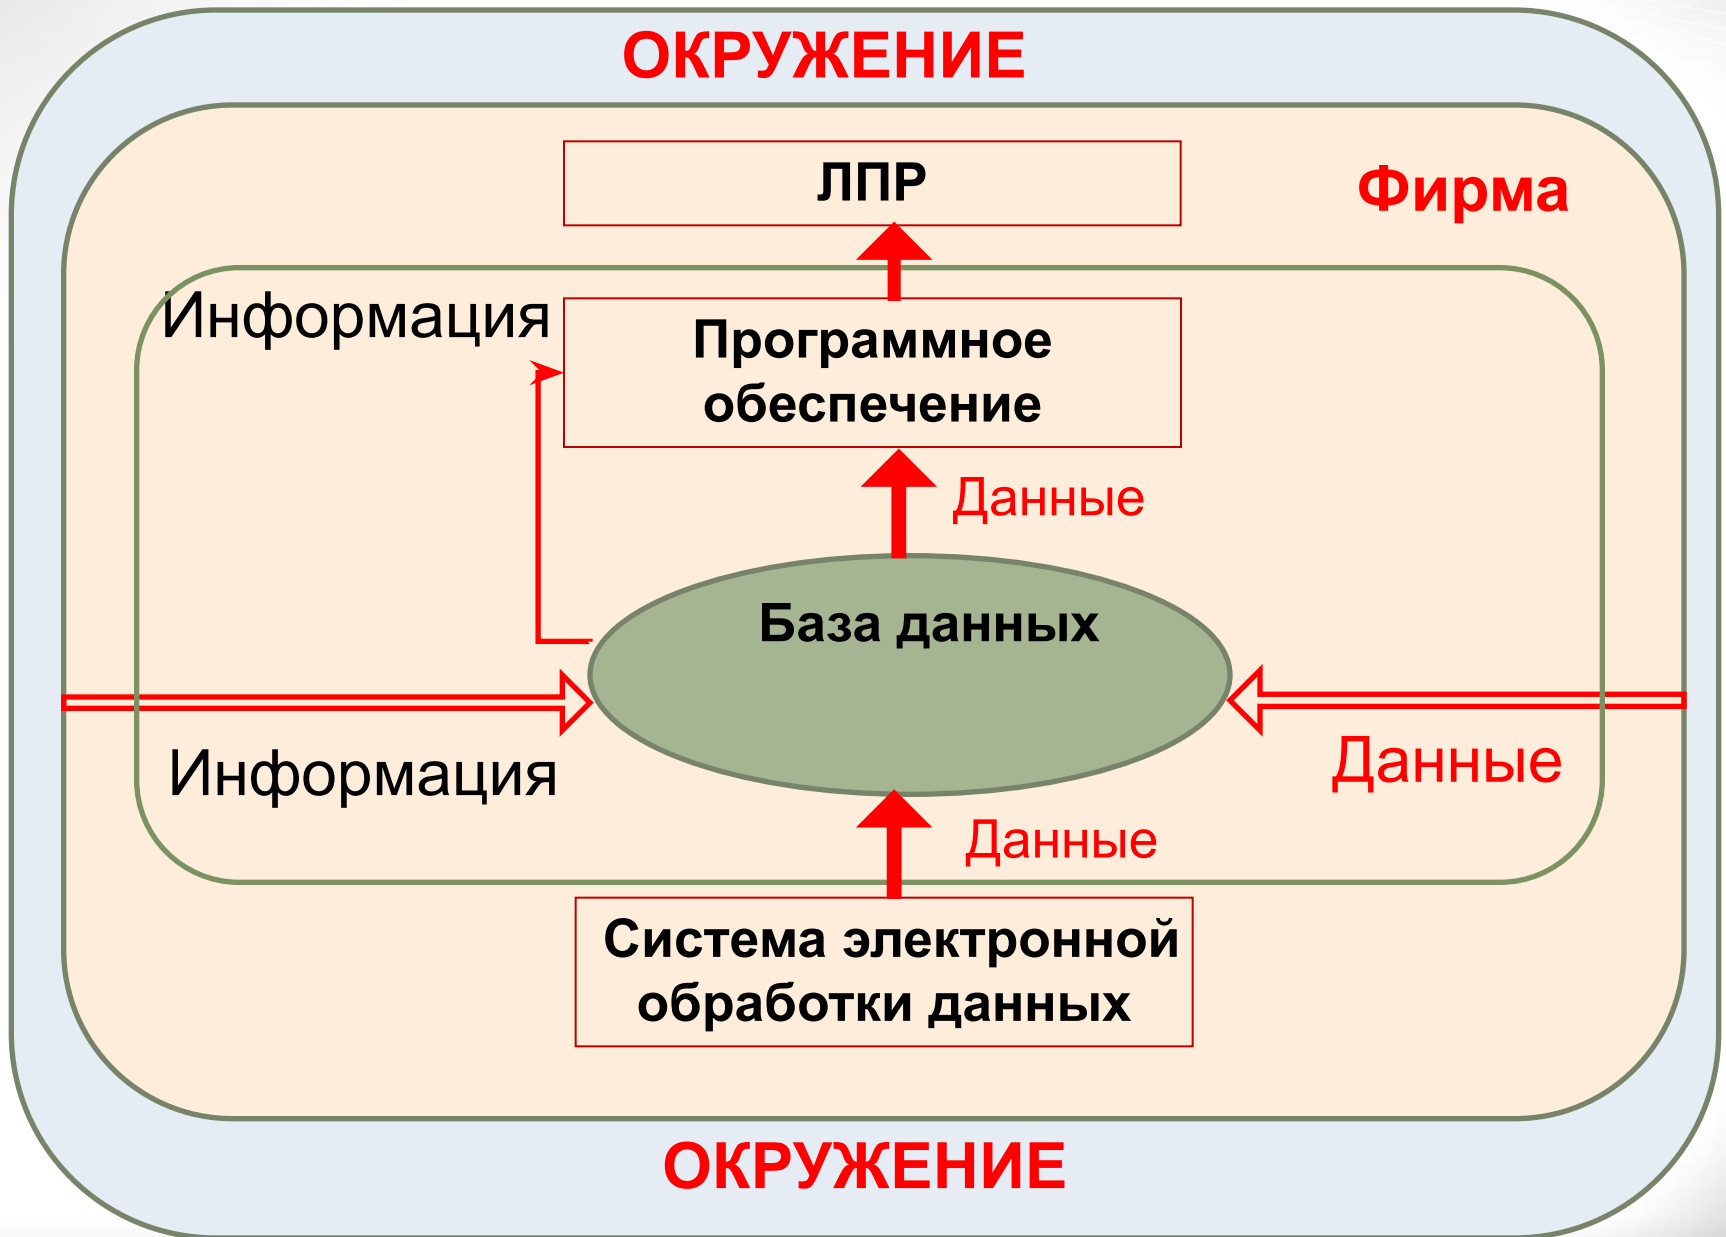 ОКРУЖЕНИЕ
ЛПР
Фирма
Информация
Программное
обеспечение
Данные
База данных
Информация
Данные
Данные
Система электронной
обработки данных
ОКРУЖЕНИЕ